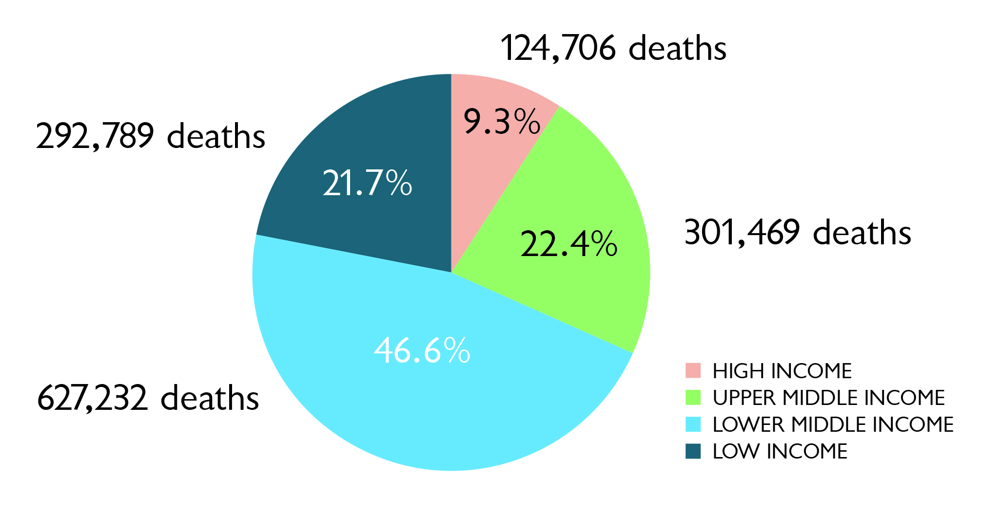 124,706 deaths
9.3%
292,789 deaths
21.7%
301,469 deaths
22.4%
46.6%
627,232 deaths
HIGH INCOME
UPPER MIDDLE INCOME
LOWER MIDDLE INCOME
LOW INCOME